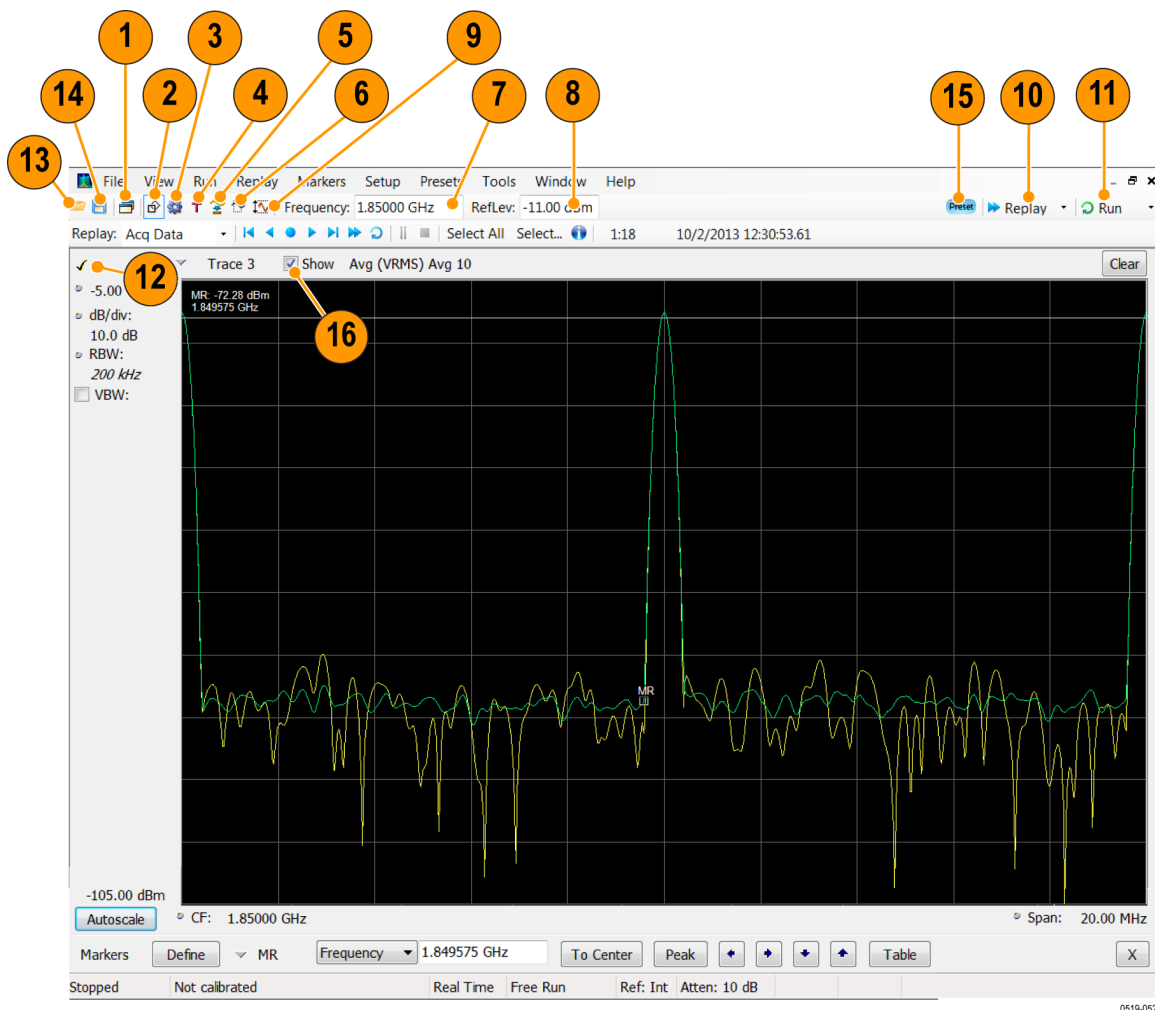 1 3 5 9
14 2 4 6 7 8 15 10 11
13
File View Run Replay Markers Setup Presets Tools Window Help
T Frequency: 1.85000 GHz RefLev: -11.00 dBm Preset Replay Run
Replay: Acq Data Select All Select... 1:18 10/2/2013 12:30:53.61
12 Trace 3 Show Avg (VRMS) Avg 10 Clear
-5.00
MR: -72.28 dBm
1.849575 GHz
16
dB/div:
10.0 dB
RBW:
200 kHz
VBW:
MR
-105.00 dBm
Autoscale CF: 1.85000 GHz Span: 20.00 MHz
Markers Define MR Frequency 1.849575 GHz To Center Peak Table X
Stopped Not calibrated Real Time Free Run Ref: Int Atten: 10 dB